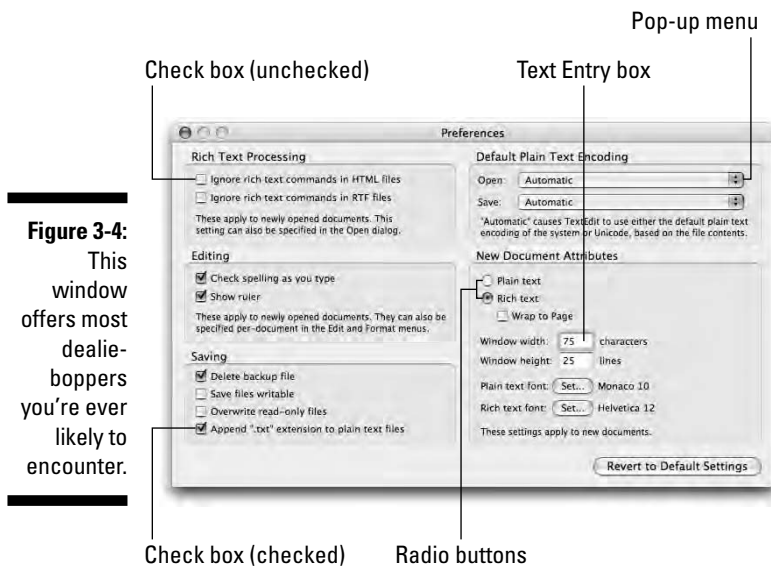 Pop-up menu
Check box (unchecked)
Text Entry box
Preferences
Rich Text Processing
Ignore rich text commands in HTML files
Ignore rich text commands in RTF files
These apply to newly opened documents. This
setting can also be specified in the Open dialog.
Editing
Check spelling as you type
Show ruler
These apply to newly opened documents. They can also be
specified per-document in the Edit and Format menus.
Saving
Delete backup file
Save files writable
Overwrite read-only files
Append ".txt" extension to plain text files
Default Plain Text Encoding
Open: Automatic
Save: Automatic
"Automatic" causes TextEdit to use either the default plain text
encoding of the system or Unicode, based on the file contents.
New Document Attributes
Plain text
Rich text
Wrap to Page
Window width: 75 characters
Window height: 25 lines
Plain text font: Set... Monaco 10
Rich text font: Set... Helvetica 12
These settings apply to new documents.
Revert to Default Settings
Figure 3-4:
This
window
offers most
dealie-
boppers
you're ever
likely to
encounter.
Check box (checked)
Radio buttons